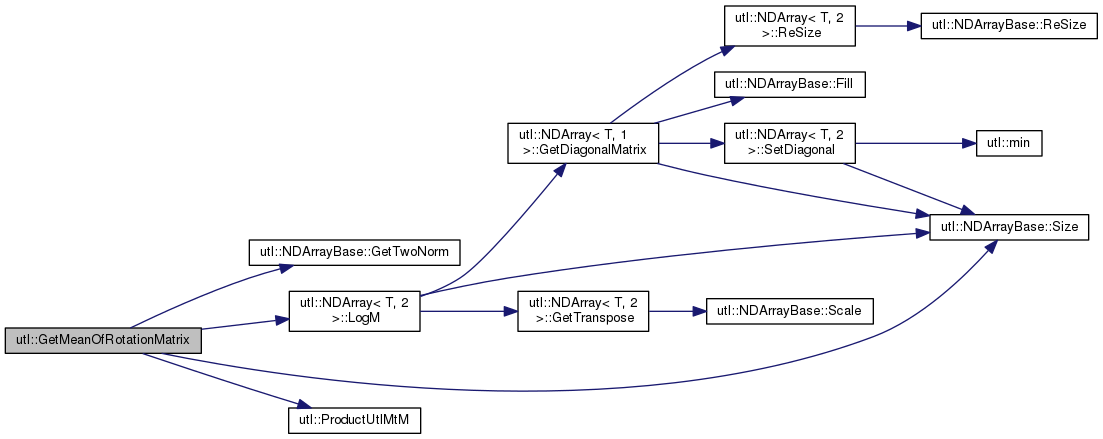 utl::NDArray< T, 2
>::ReSize
utl::NDArrayBase::ReSize
utl::NDArrayBase::Fill
utl::NDArray< T, 1
>::GetDiagonalMatrix
utl::NDArray< T, 2
>::SetDiagonal
utl::min
utl::NDArrayBase::Size
utl::NDArrayBase::GetTwoNorm
utl::NDArray< T, 2
>::LogM
utl::NDArray< T, 2
>::GetTranspose
utl::NDArrayBase::Scale
utl::GetMeanOfRotationMatrix
utl::ProductUtlMtM